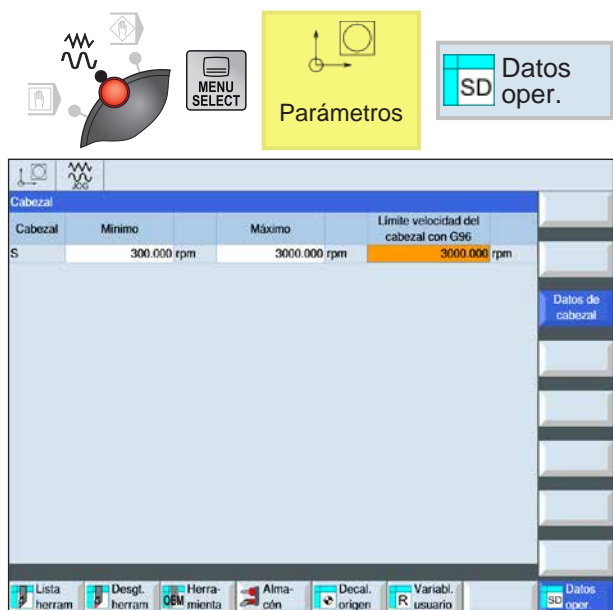 MENU
SELECT
Parámetros
SD
Datos
oper.
JOG
Cabezal
Cabezal
Mínimo
Máximo
Límite velocidad del
cabezal con G96
S
300.000 rpm
3000.000 rpm
3000.000 rpm
Datos de
cabezal
Lista
herram
Desgt.
herram
OEM
Herra-
mienta
Alma-
cén
Decal.
origen
R
Variabl.
usuario
SD
Datos
oper.